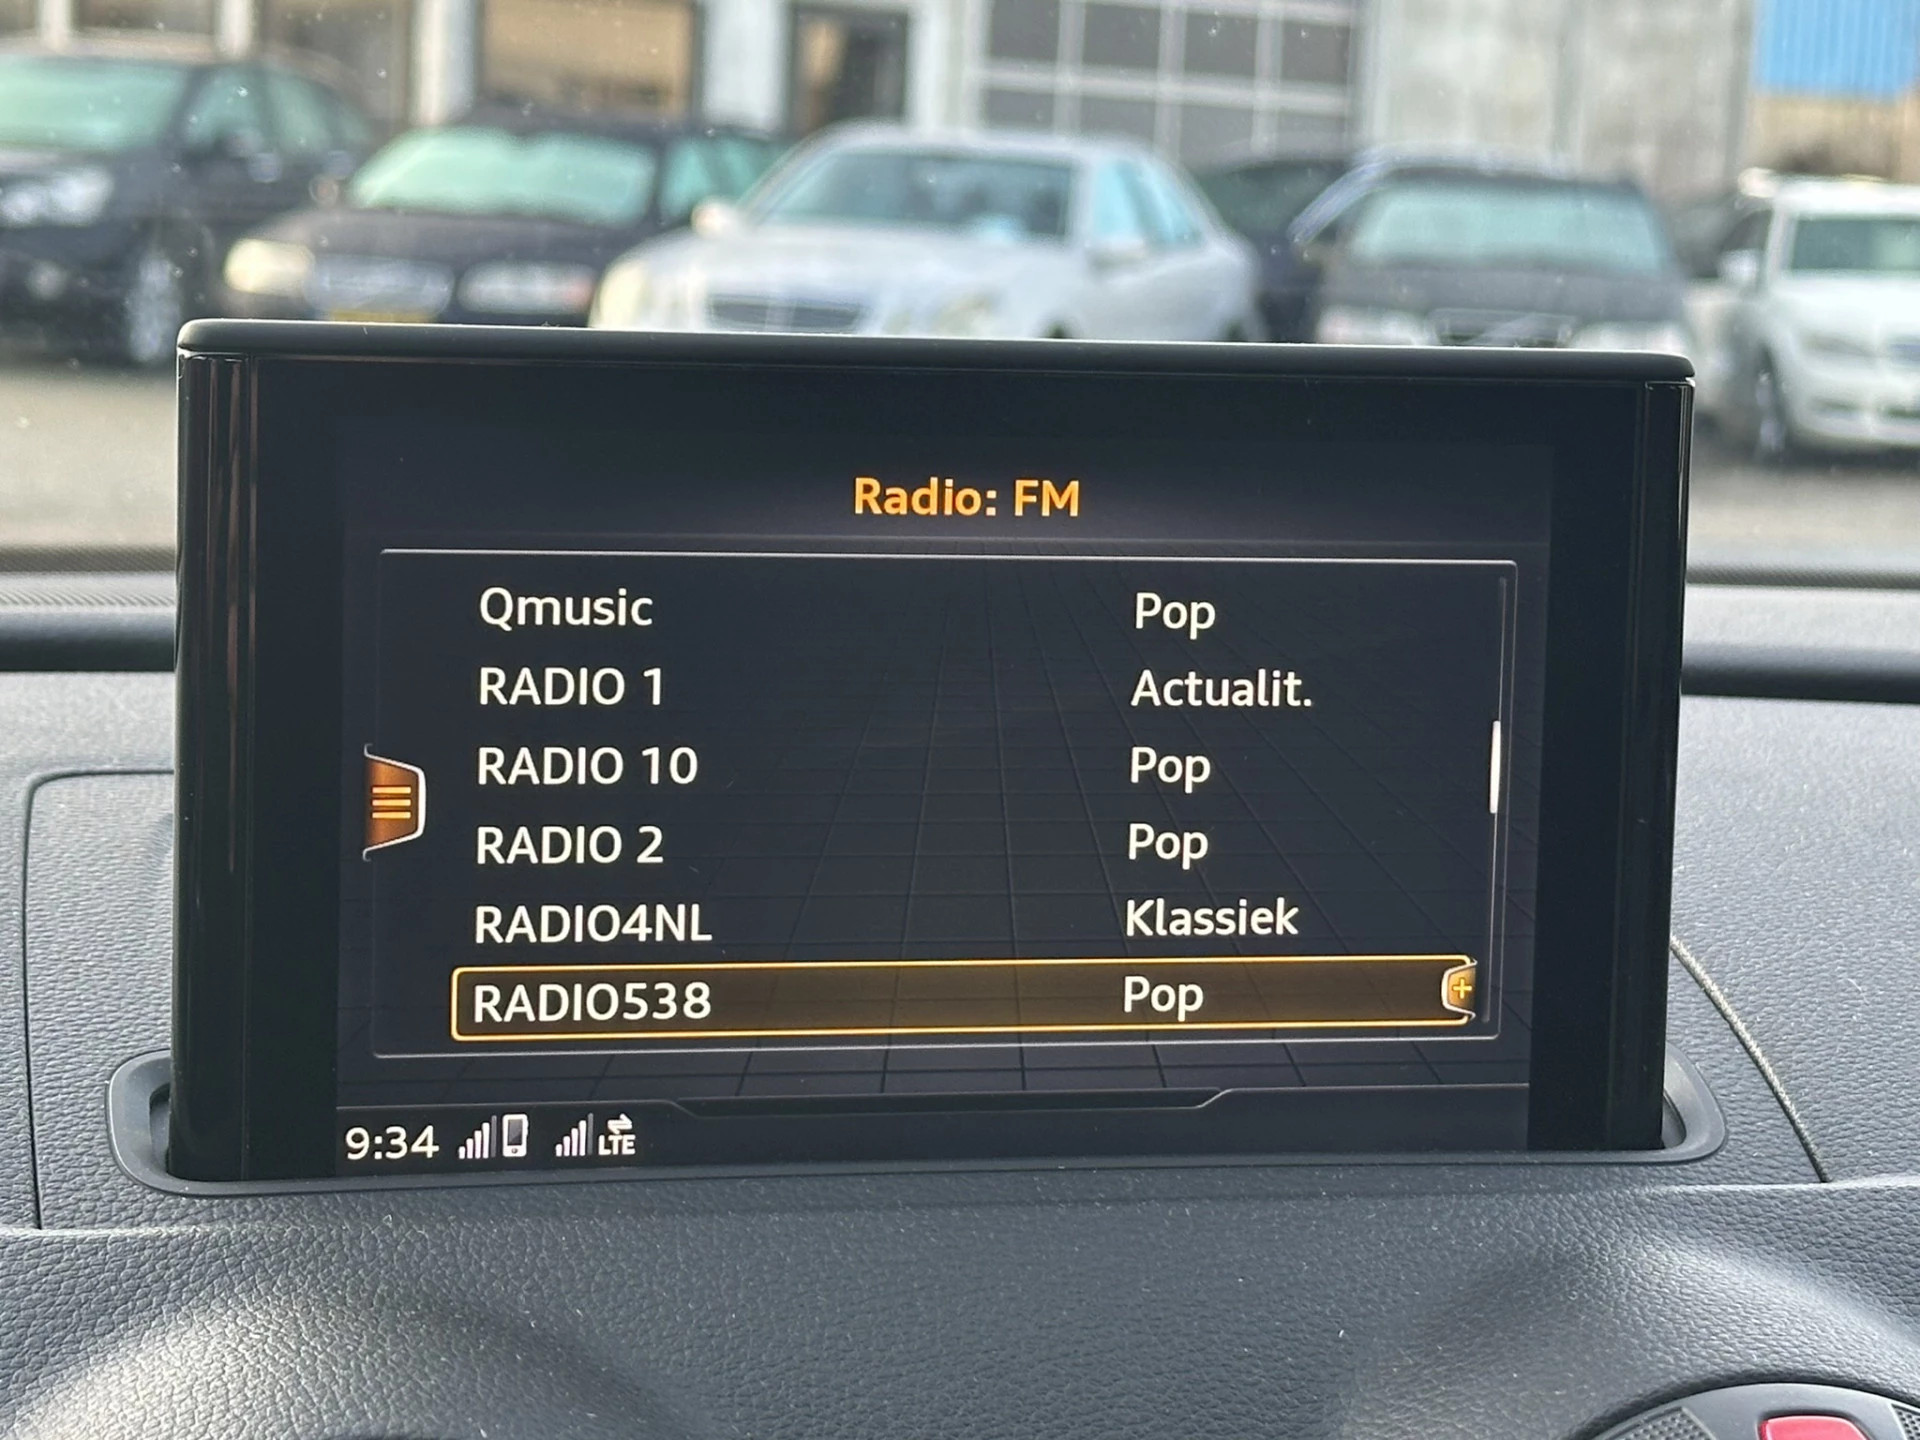 Radio: FM
Qmusic Pop
RADIO 1 Actualit.
RADIO 10 Pop
RADIO 2 Pop
RADIO4NL Klassiek
RADIO538 Pop
9:34 LTE